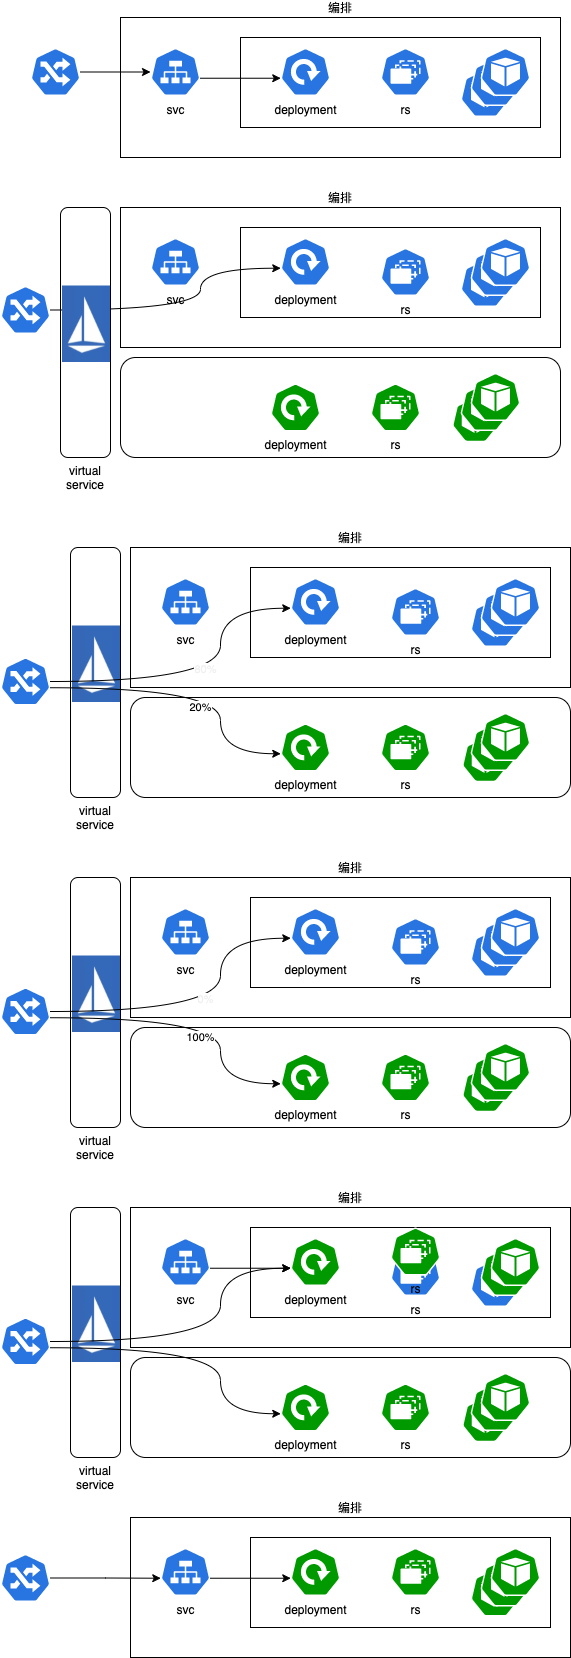 编排
svc
deployment
rs
编排
svc
deployment
rs
deployment
rs
virtual
service
编排
svc
deployment
rs
80%
20%
deployment
rs
virtual
service
编排
svc
deployment
rs
0%
100%
deployment
rs
virtual
service
编排
svc
deployment
rs
rs
deployment
rs
virtual
service
编排
svc
deployment
rs